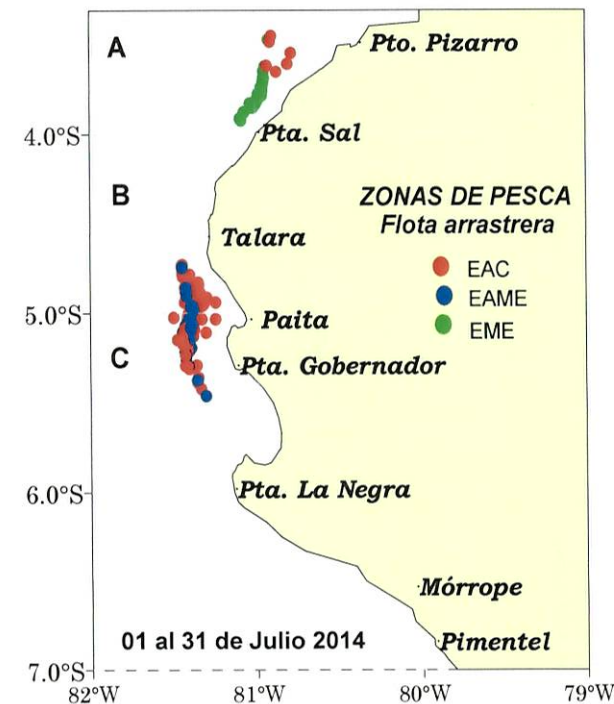 A
Pto. Pizarro
4.0°S
Pta. Sal
B
ZONAS DE PESCA
Flota arrastrera
Talara
EAC
EAME
EME
5.0°S
Paita
C
Pta. Gobernador
6.0°S
Pta. La Negra
Mórrope
01 al 31 de Julio 2014
Pimentel
7.0°S
82°W
81°W
80°W
79°W